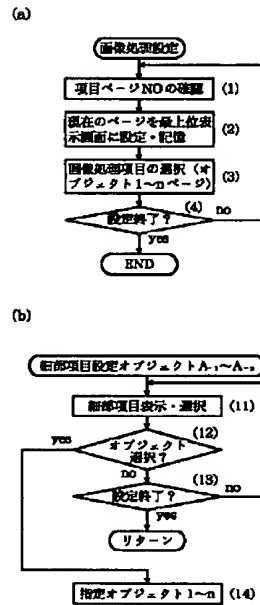 (a)
画像処理設定
項目ページNOの確認
(1)
現在のページを最上位表
示画面に設定・記憶
(2)
画像処理項目の選択(オ
ブジェクト1〜nページ)
(3)
(4)
設定終了?
no
yes
END
(b)
細部項目設定オブジェクトA₋₁〜A₋ₙ
細部項目表示・選択
(11)
yes
(12)
オブジェクト
選択?
no
(13)
設定終了?
no
yes
リターン
指定オブジェクト1〜n
(14)